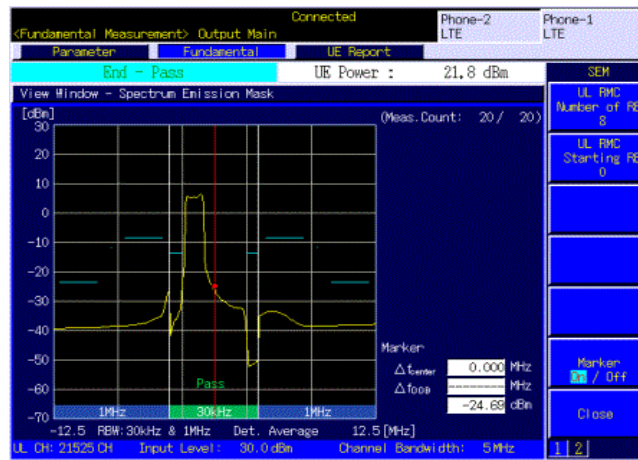 Connected
<Fundamental Measurement> Output Main
Phone-2
LTE
Phone-1
LTE
Parameter
Fundamental
UE Report
End - Pass
UE Power :
21.8 dBm
SEM
View Window - Spectrum Emission Mask
UL RMC
Number of RB
8
[dBm]
(Meas.Count: 20/ 20)
30
20
10
0
-10
-20
-30
-40
-50
-60
-70
UL RMC
Starting RB
0
Marker
Δfcenter
0.000 MHz
ΔfOOB
-------- MHz
-24.69 dBm
Marker
On / Off
Pass
1MHz
30kHz
1MHz
Close
-12.5 RBW:30kHz & 1MHz Det. Average 12.5[MHz]
UL CH: 21525CH Input Level: 30.0dBm Channel Bandwidth: 5MHz
1 2